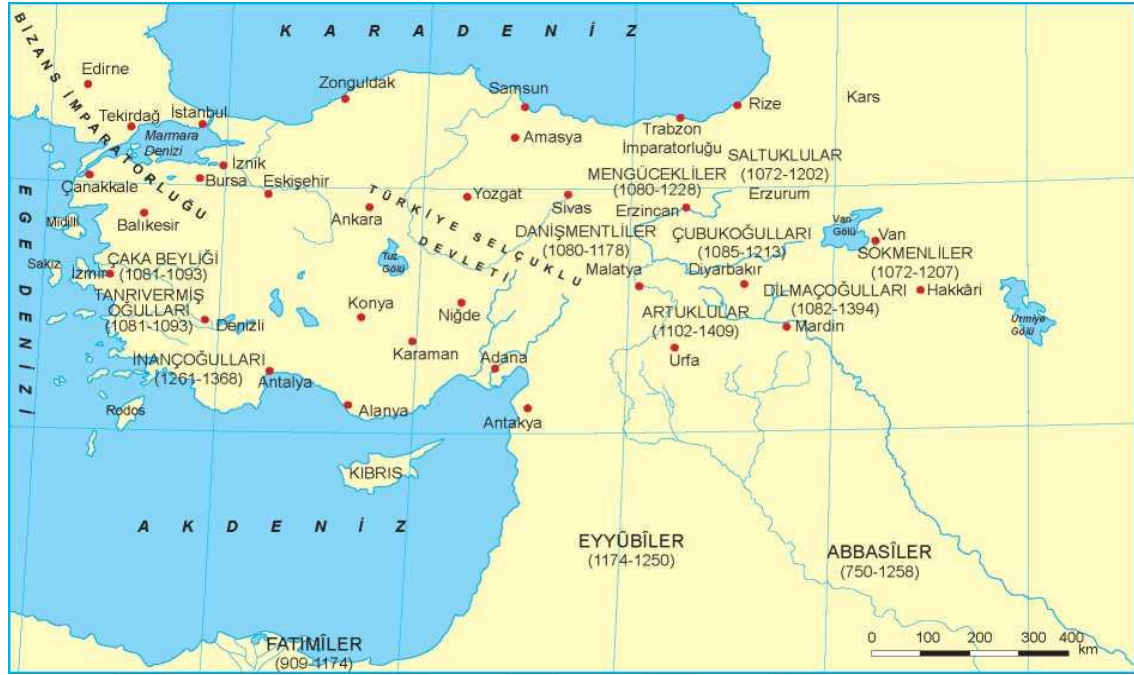 KARADENİZ
BİZANS İMPARATORLUĞU
Edirne
Zonguldak
Samsun
Rize
Kars
Tekirdağ
İstanbul
Marmara
Denizi
Amasya
Trabzon
İmparatorluğu
SALTUKLULAR
(1072-1202)
İznik
Çanakkale
Bursa
Eskişehir
MENGÜCEKLİLER
(1080-1228)
Erzurum
TÜRKİYE SELÇUKLU
DEVLETİ
Yozgat
Sivas
Erzincan
Midilli
Balıkesir
Ankara
DANİŞMENTLİLER
(1080-1178)
ÇUBUKOĞULLARI
(1085-1213)
Van
Gölü
Van
SÖKMENLİLER
(1072-1207)
EGE DENİZİ
Sakız
İzmir
ÇAKA BEYLİĞİ
(1081-1093)
Tuz
Gölü
Malatya
Diyarbakır
DİLMAÇOĞULLARI
(1082-1394)
Hakkâri
TANRIVERMİŞ
OĞULLARI
(1081-1093)
Denizli
Konya
Niğde
ARTUKLULAR
(1102-1409)
Mardin
Urmiye
Gölü
İNANÇOĞULLARI
(1261-1368)
Karaman
Adana
Urfa
Antalya
Rodos
Alanya
Antakya
KIBRIS
AKDENİZ
EYYÛBÎLER
(1174-1250)
ABBASÎLER
(750-1258)
FATIMÎLER
(909-1174)
0 100 200 300 400
km